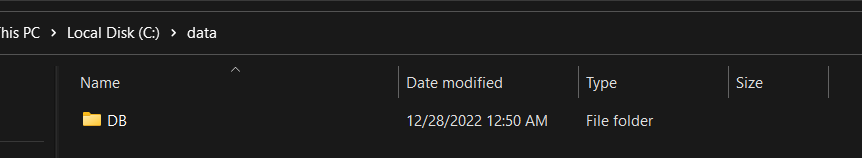 his PC > Local Disk (C:) > data
Name Date modified Type Size
DB 12/28/2022 12:50 AM File folder